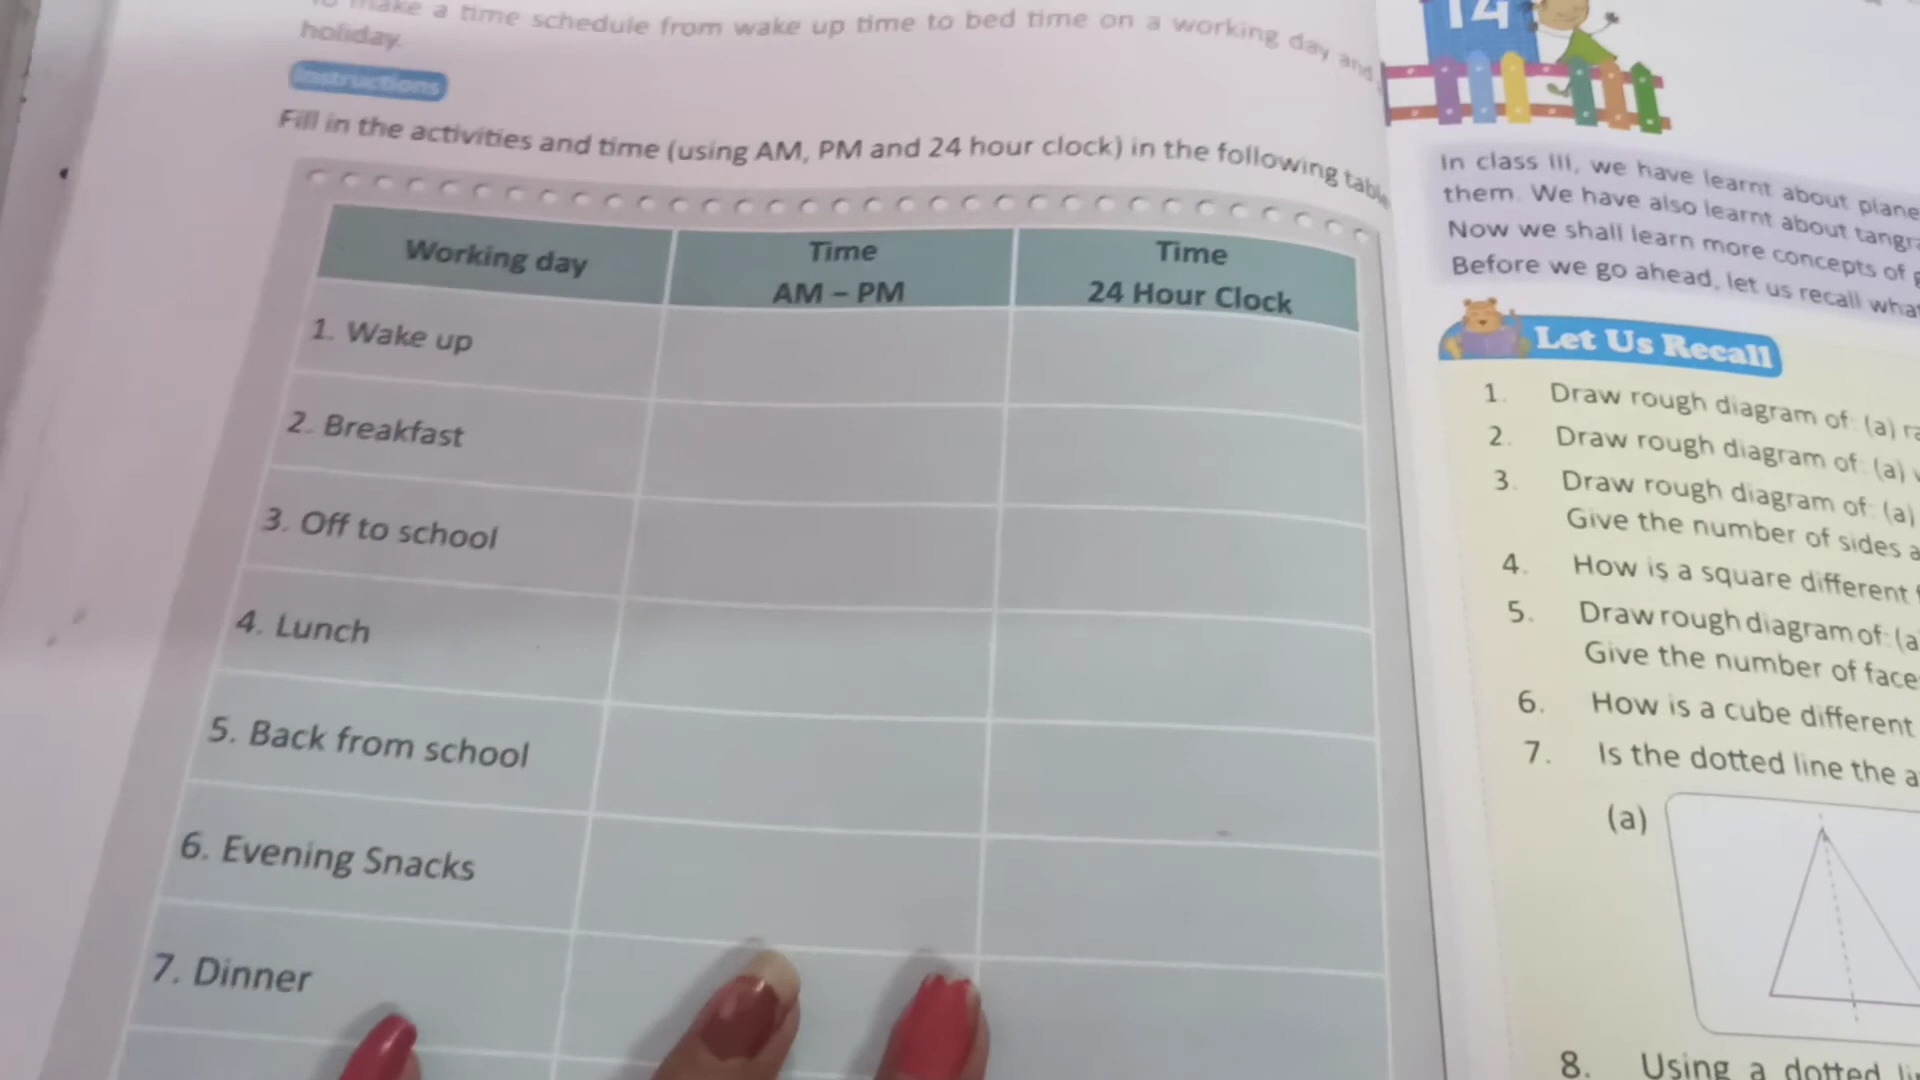 make a time schedule from wake up time to bed time on a working day and
holiday.
Instructions
Fill in the activities and time (using AM, PM and 24 hour clock) in the following
Working day
Time
AM – PM
Time
24 Hour Clock
1. Wake up
2. Breakfast
3. Off to school
4. Lunch
5. Back from school
6. Evening Snacks
7. Dinner
14
In class III, we have learnt about
them. We have also learnt about
Now we shall learn more concepts of
Before we go ahead, let us recall
Let Us Recall
1. Draw rough diagram of: (a)
2. Draw rough diagram of: (a)
3. Draw rough diagram of: (a)
Give the number of sides
4. How is a square different
5. Draw rough diagram of: (a
Give the number of
6. How is a cube different
7. Is the dotted line the
(a)
8. Using a dotted